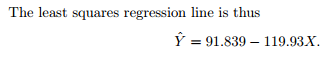 The least squares regression line is thus
Ŷ = 91.839 − 119.93X.